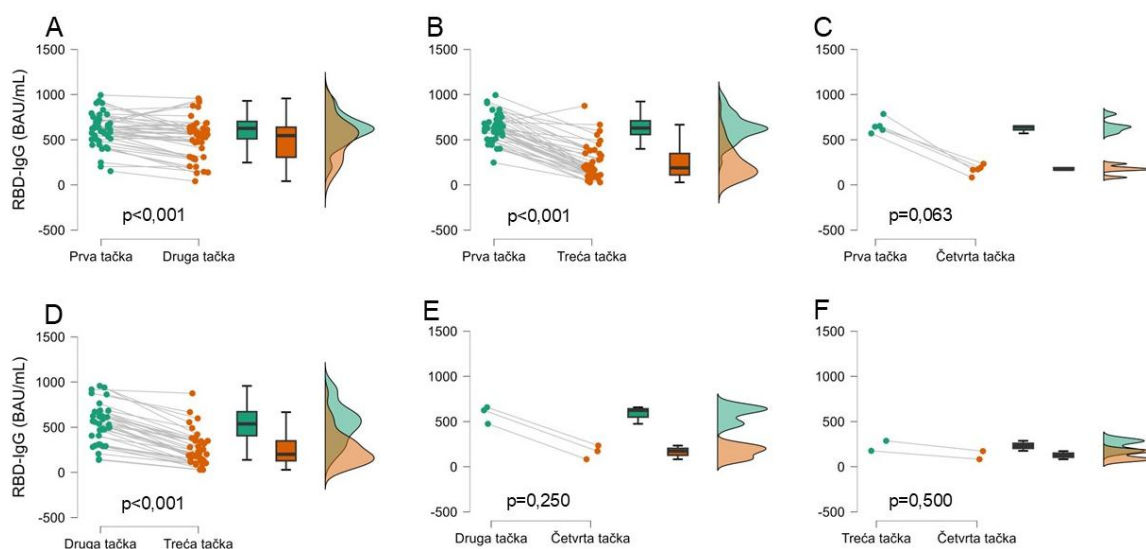 A
RBD-IgG (BAU/mL)
1500
1000
500
0
-500
p<0,001
Prva tačka Druga tačka
B
1500
1000
500
0
-500
p<0,001
Prva tačka Treća tačka
C
1500
1000
500
0
-500
p=0,063
Prva tačka Četvrta tačka
D
RBD-IgG (BAU/mL)
1500
1000
500
0
-500
p<0,001
Druga tačka Treća tačka
E
1500
1000
500
0
-500
p=0,250
Druga tačka Četvrta tačka
F
1500
1000
500
0
-500
p=0,500
Treća tačka Četvrta tačka